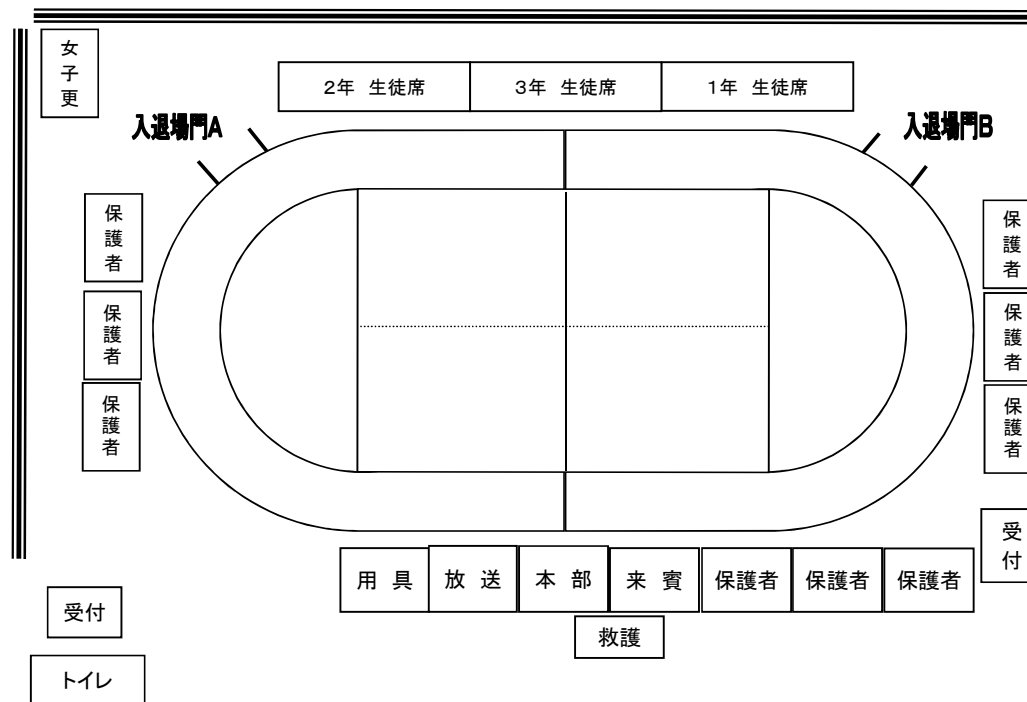 女子更
2年 生徒席
3年 生徒席
1年 生徒席
入退場門A
入退場門B
保護者
保護者
保護者
保護者
保護者
保護者
受付
用 具
放 送
本 部
来 賓
保護者
保護者
保護者
救護
受付
トイレ